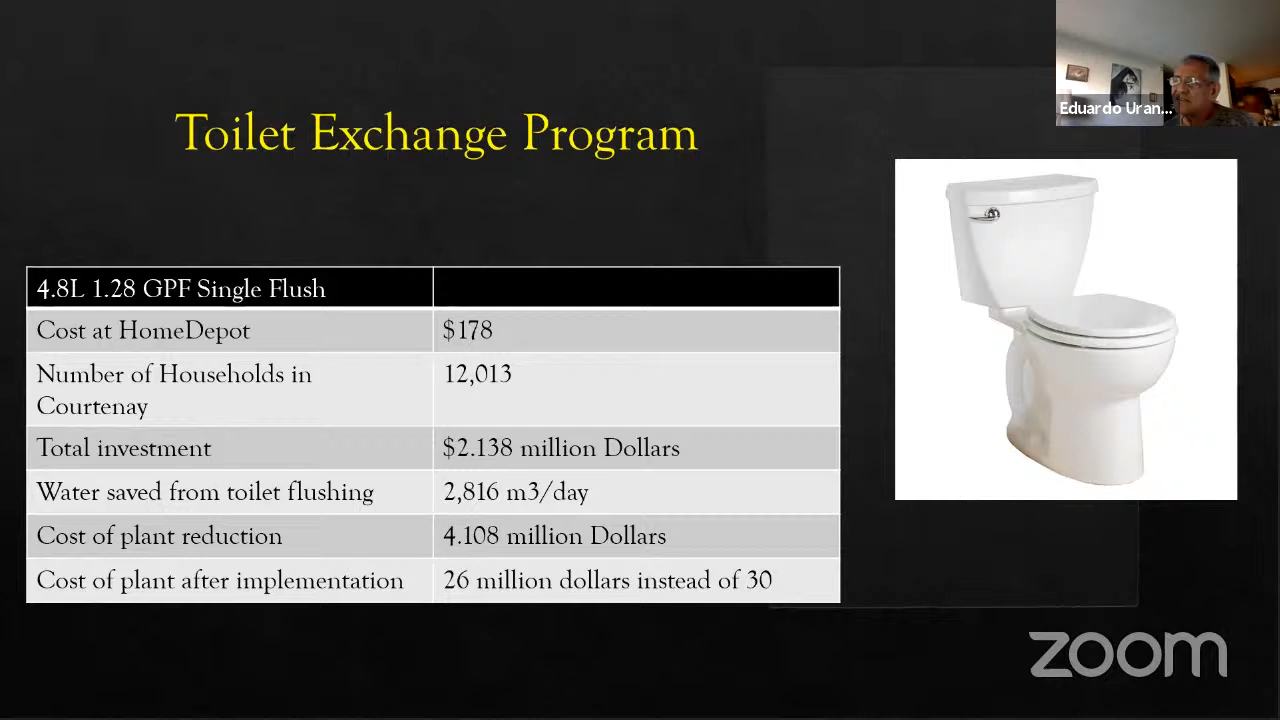 Eduardo Uran...
Toilet Exchange Program
4.8L 1.28 GPF Single Flush
Cost at HomeDepot $178
Number of Households in 12,013
Courtenay
Total investment $2.138 million Dollars
Water saved from toilet flushing 2,816 m3/day
Cost of plant reduction 4.108 million Dollars
Cost of plant after implementation 26 million dollars instead of 30
zoom